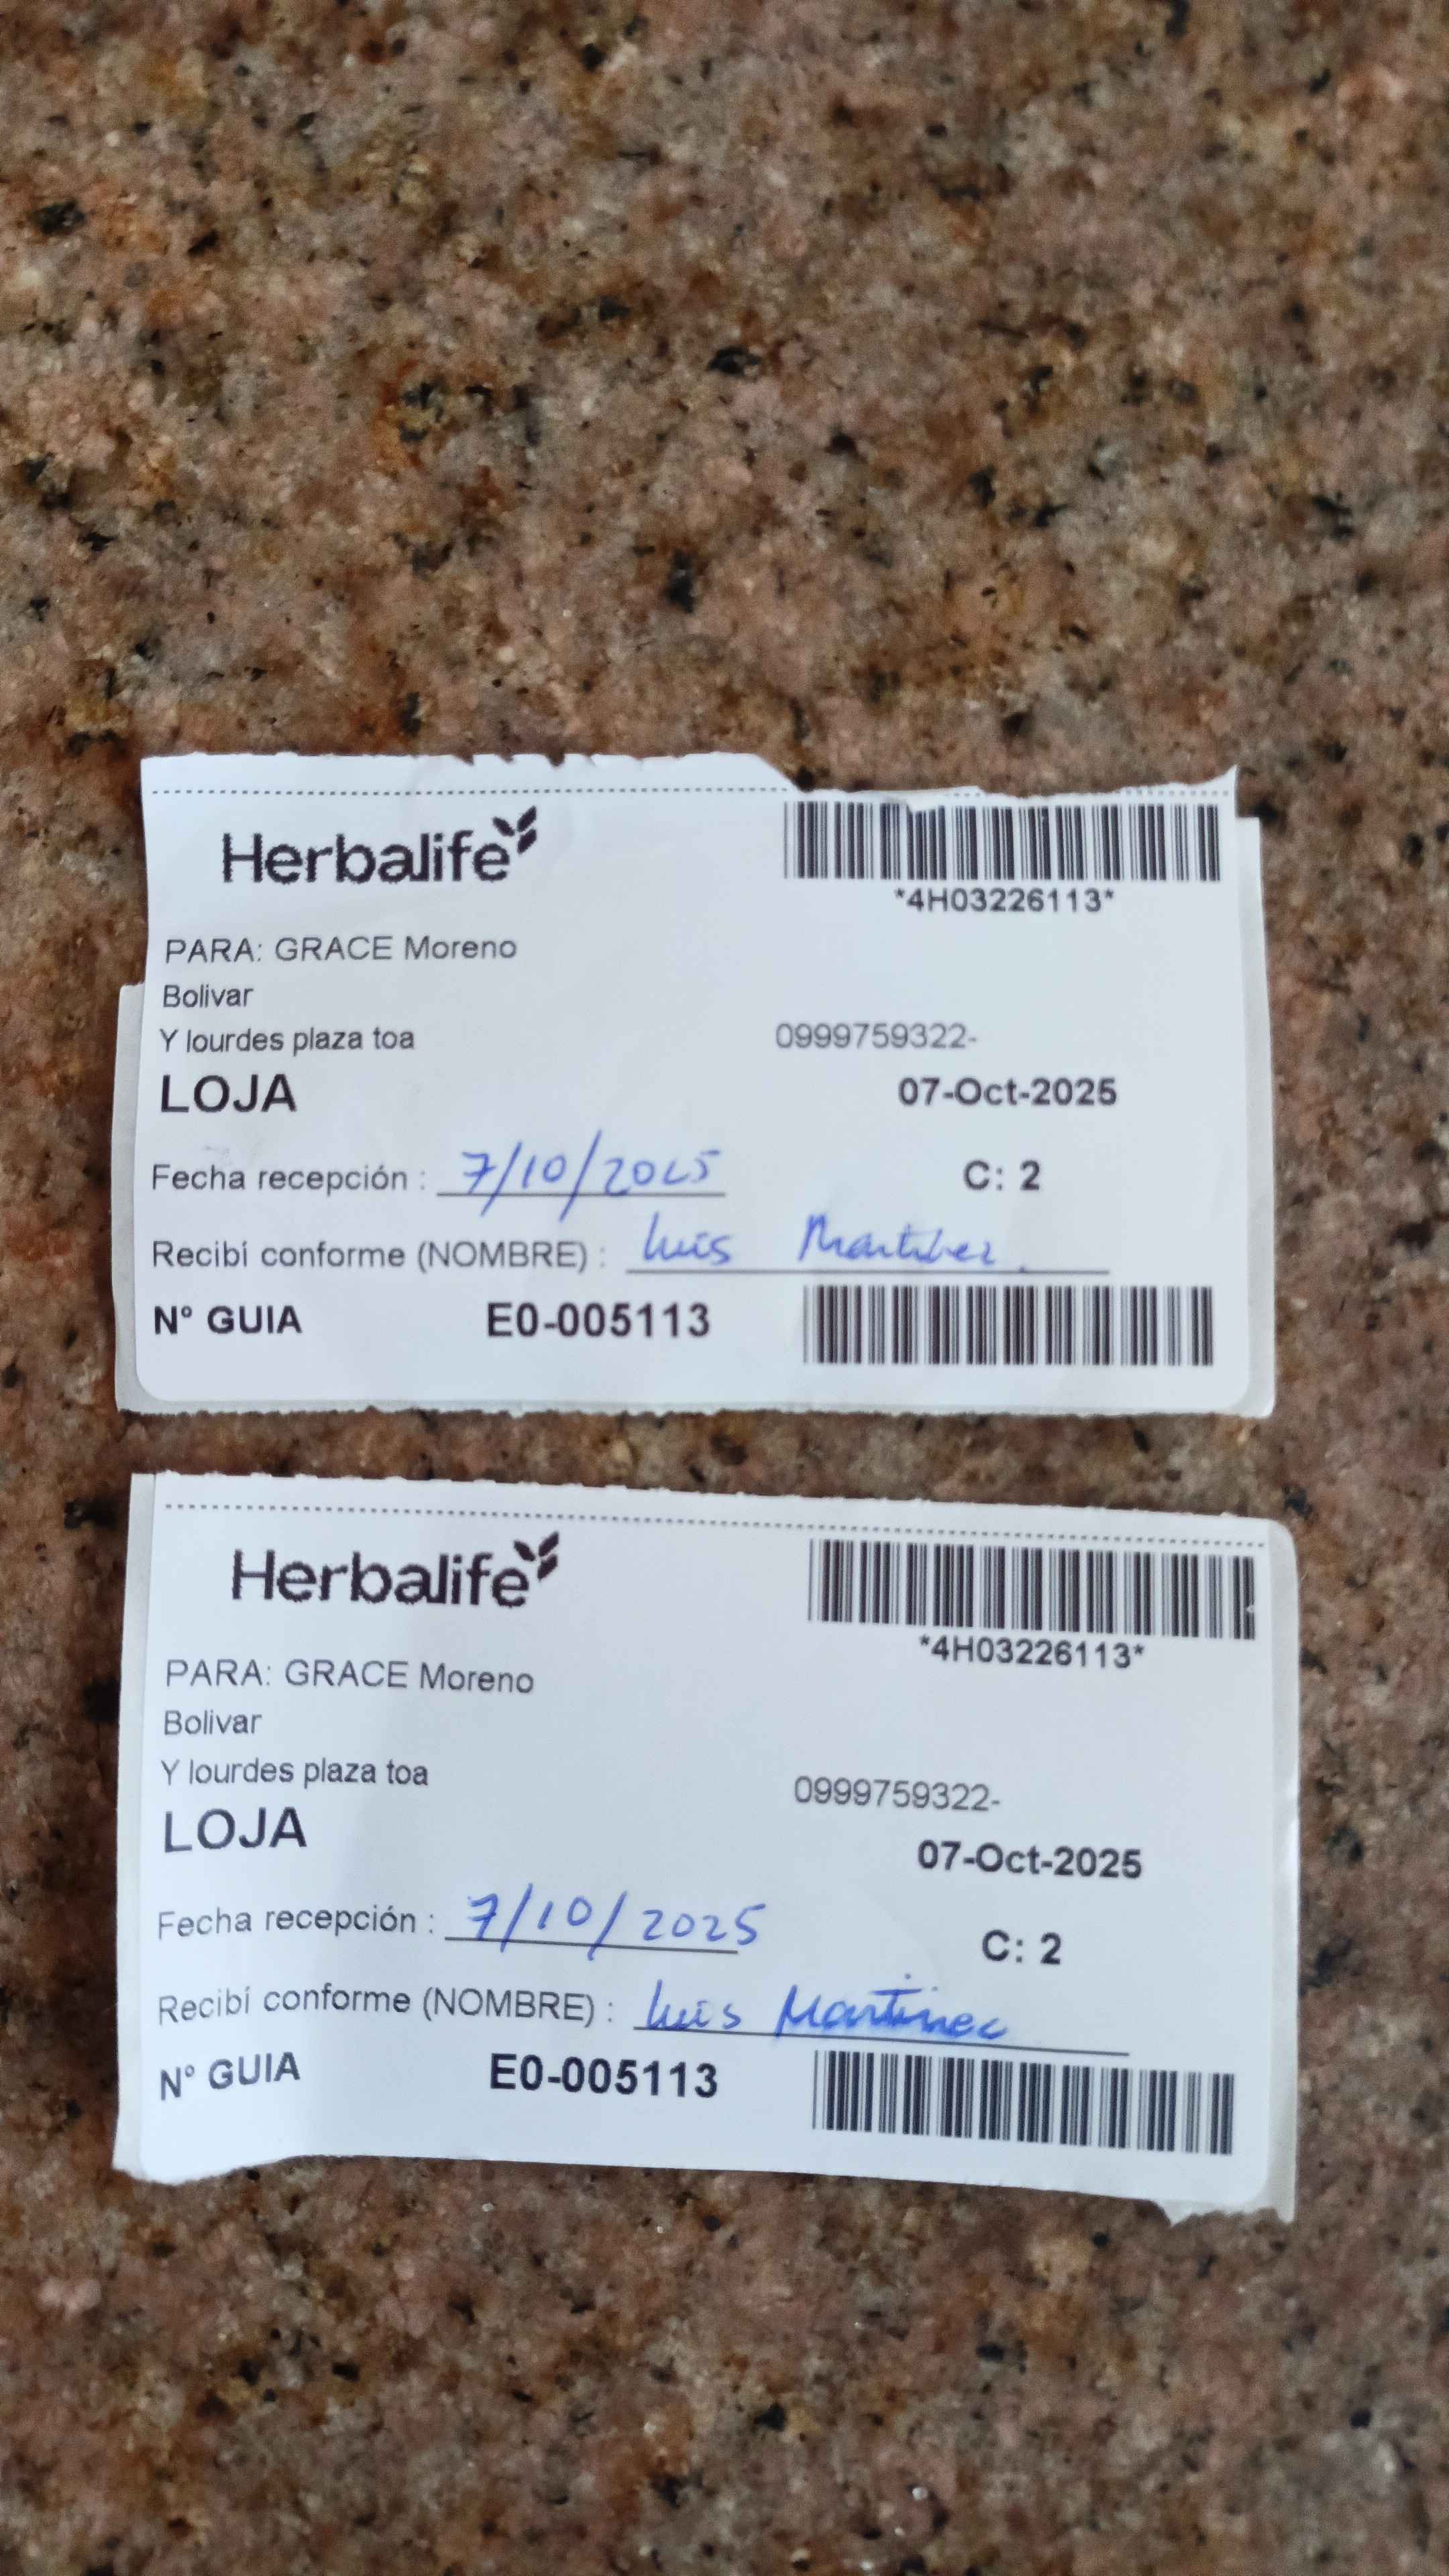 Herbalife
*4H03226113*
PARA: GRACE Moreno
Bolivar
Y lourdes plaza toa
0999759322-
LOJA
07-Oct-2025
Fecha recepción : 7/10/2025
C: 2
Recibí conforme (NOMBRE) : Luis Martinez
N° GUIA E0-005113
Herbalife
*4H03226113*
PARA: GRACE Moreno
Bolivar
Y lourdes plaza toa
0999759322-
LOJA
07-Oct-2025
Fecha recepción : 7/10/2025
C: 2
Recibí conforme (NOMBRE) : Luis Martinez
N° GUIA E0-005113